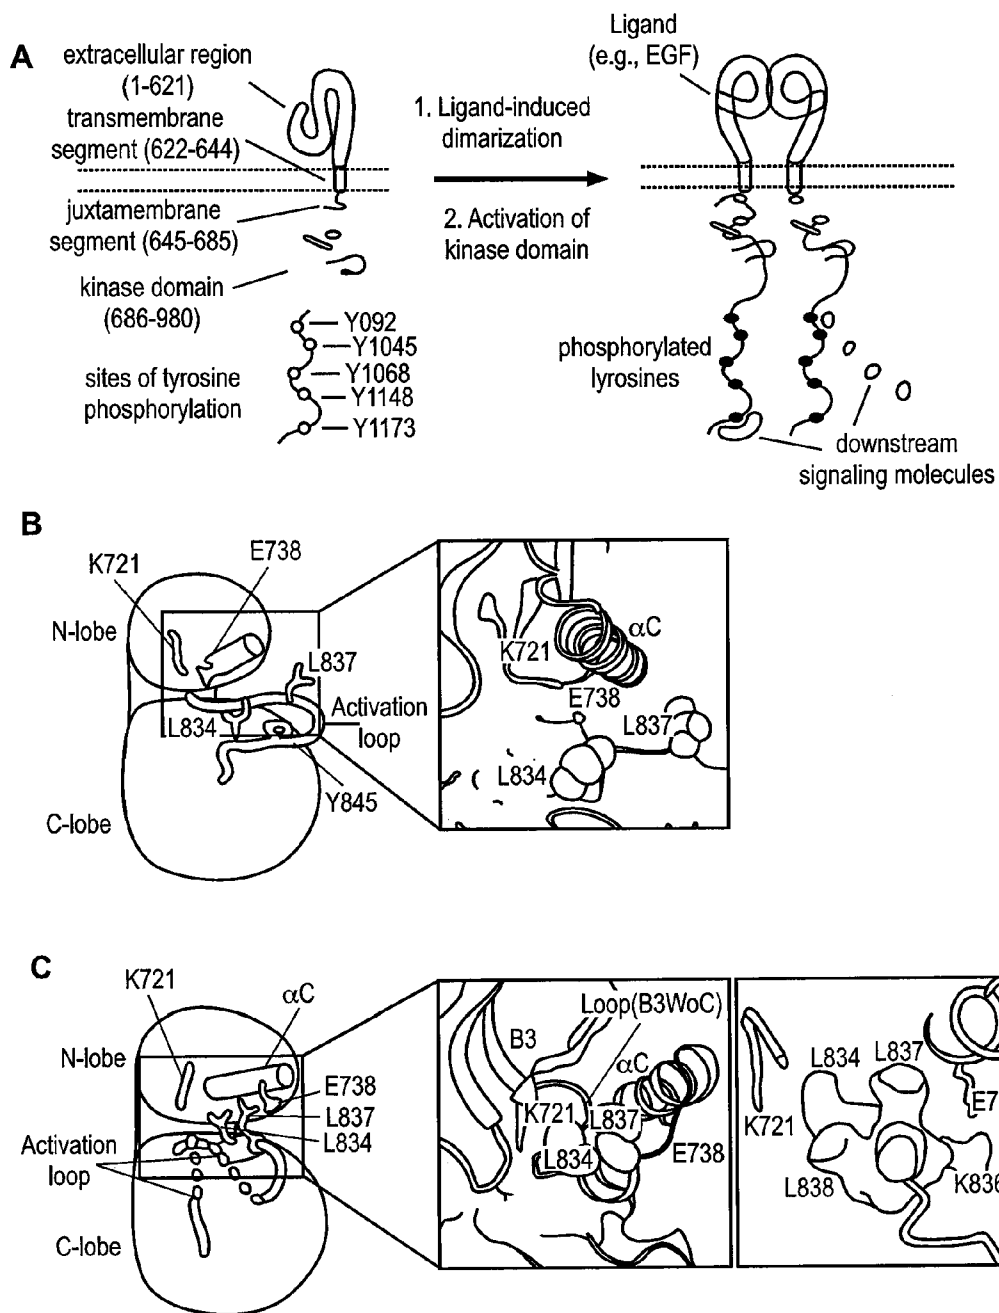 A
extracellular region
(1-621)
transmembrane
segment (622-644)
juxtamembrane
segment (645-685)
kinase domain
(686-980)
sites of tyrosine
phosphorylation
Y092
Y1045
Y1068
Y1148
Y1173
1. Ligand-induced
dimarization
2. Activation of
kinase domain
Ligand
(e.g., EGF)
phosphorylated
lyrosines
downstream
signaling molecules
B
K721
E738
N-lobe
L837
L834
Activation
loop
Y845
C-lobe
αC
K721
E738
L837
L834
C
K721
αC
N-lobe
E738
L837
L834
Activation
loop
C-lobe
Loop(B3WoC)
B3
αC
K721
L837
L834
E738
L834
L837
E7
K721
L838
K836